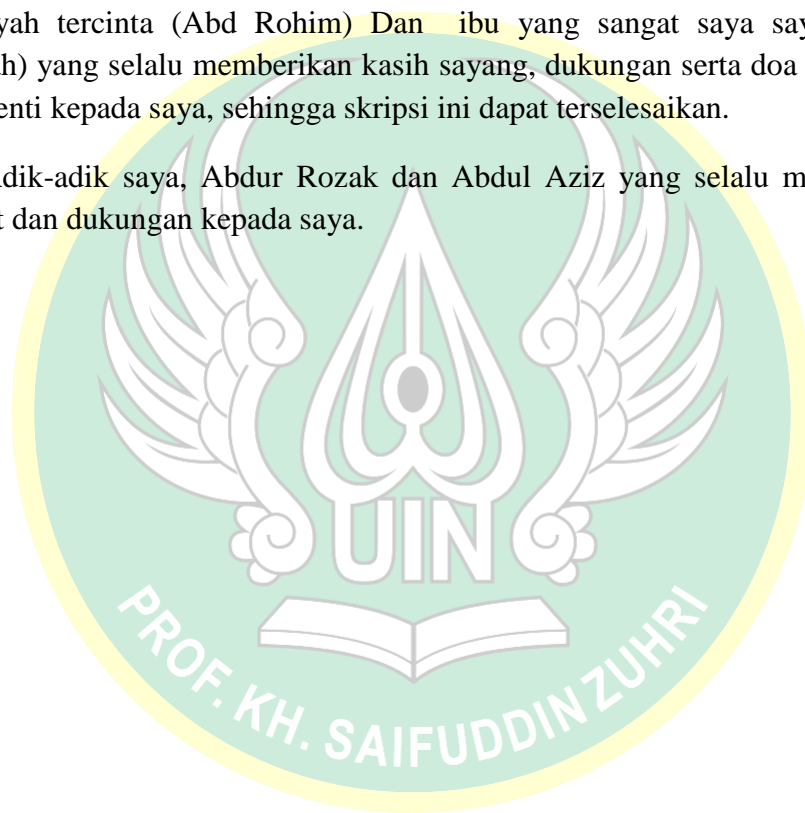 yah tercinta (Abd Rohim) Dan ibu yang sangat saya say
h) yang selalu memberikan kasih sayang, dukungan serta doa
enti kepada saya, sehingga skripsi ini dapat terselesaikan.
dik-adik saya, Abdur Rozak dan Abdul Aziz yang selalu m
t dan dukungan kepada saya.
UIN
PROF. KH. SAIFUDDIN ZUHRI